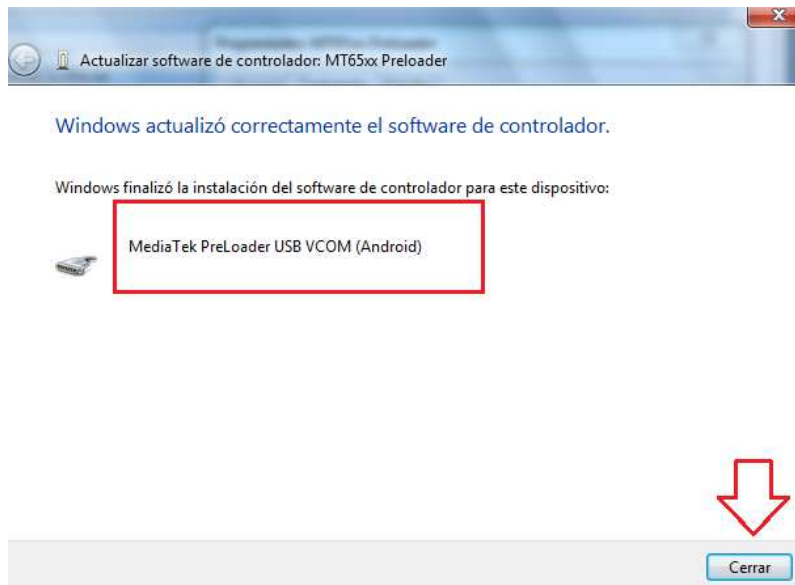 Actualizar software de controlador: MT65xx Preloader
Windows actualizó correctamente el software de controlador.
Windows finalizó la instalación del software de controlador para este dispositivo:
MediaTek PreLoader USB VCOM (Android)
Cerrar